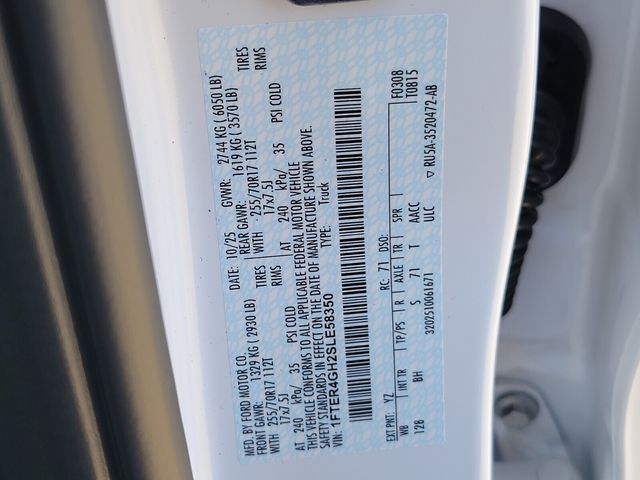 MFD. BY FORD MOTOR CO. DATE: 10/25 GVWR: 2744 KG ( 6050 LB)
FRONT GAWR: 1329 KG ( 2930 LB) REAR GAWR: 1619 KG ( 3570 LB)
WITH 255/70R17 112T TIRES WITH 255/70R17 112T TIRES
17x7.5J RIMS 17x7.5J RIMS
AT 240 kPa/ 35 PSI COLD AT 240 kPa/ 35 PSI COLD
THIS VEHICLE CONFORMS TO ALL APPLICABLE FEDERAL MOTOR VEHICLE
SAFETY STANDARDS IN EFFECT ON THE DATE OF MANUFACTURE SHOWN ABOVE.
VIN: 1FTER4GH2SLE58350 TYPE: Truck
EXT PNT: YZ RC: 71 DSO: F0308
WB INT TR TP/PS R AXLE TR SPR T0815
128 BH S 71 T AACC
3202510061671 ULC
▽ RU5A-3520472-AB